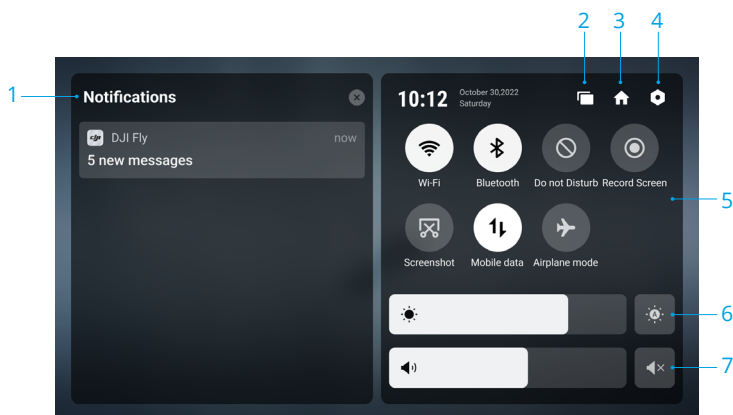 2 3 4
1
Notifications
DJI Fly now
5 new messages
10:12
October 30,2022
Saturday
Wi-Fi Bluetooth Do not Disturb Record Screen
5
Screenshot Mobile data Airplane mode
A
6
7